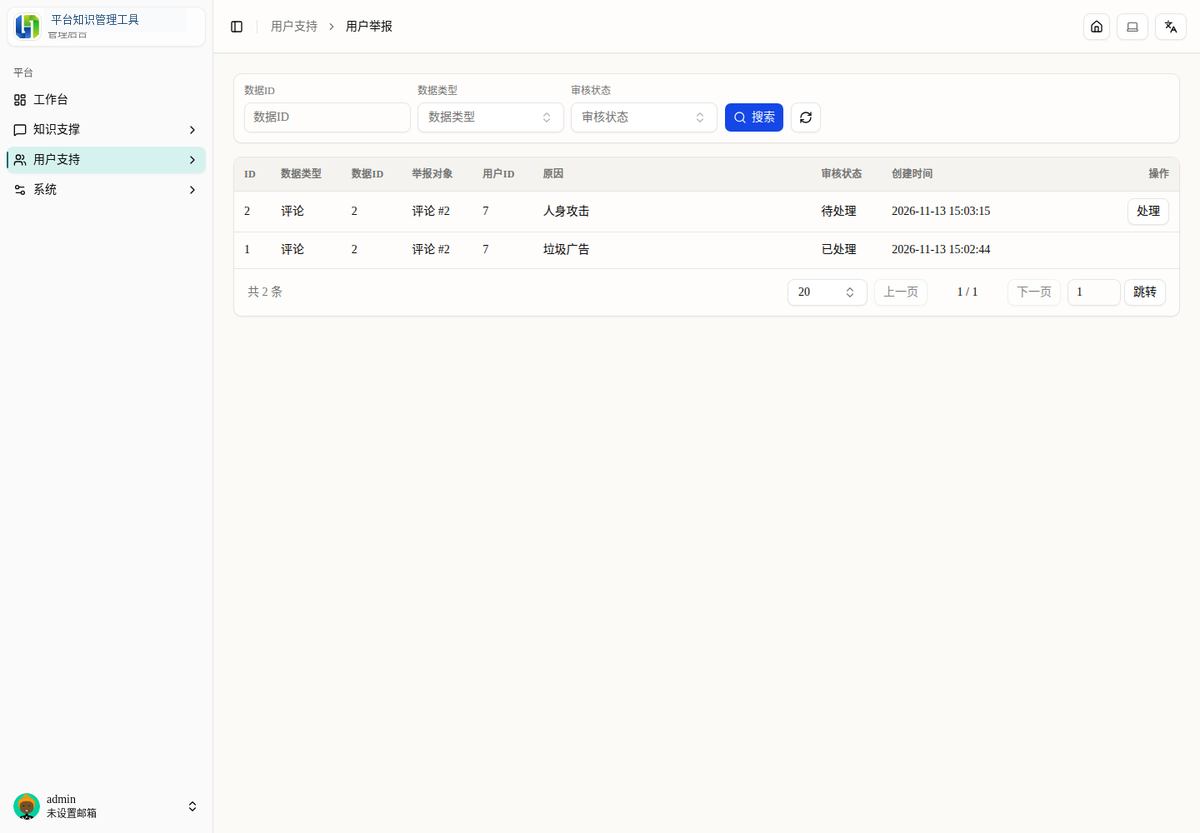 平台知识管理工具
管理后台
平台
工作台
知识支撑
用户支持
系统
admin
未设置邮箱
用户支持 > 用户举报
数据ID 数据类型 审核状态
数据ID 数据类型 审核状态 搜索
ID 数据类型 数据ID 举报对象 用户ID 原因 审核状态 创建时间 操作
2 评论 2 评论 #2 7 人身攻击 待处理 2026-11-13 15:03:15 处理
1 评论 2 评论 #2 7 垃圾广告 已处理 2026-11-13 15:02:44
共 2 条 20 上一页 1 / 1 下一页 1 跳转